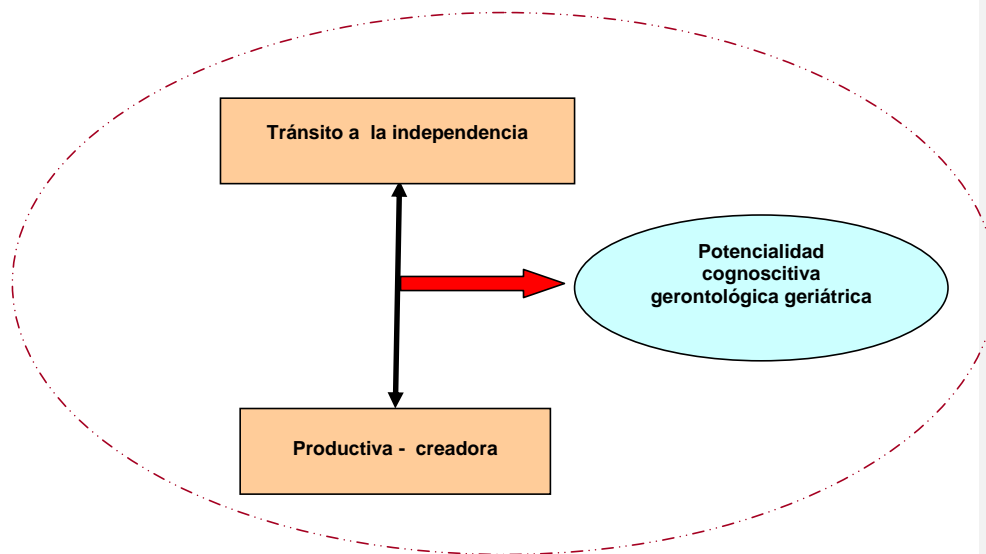 Tránsito a la independencia
Potencialidad
cognoscitiva
gerontológica geriátrica
Productiva - creadora